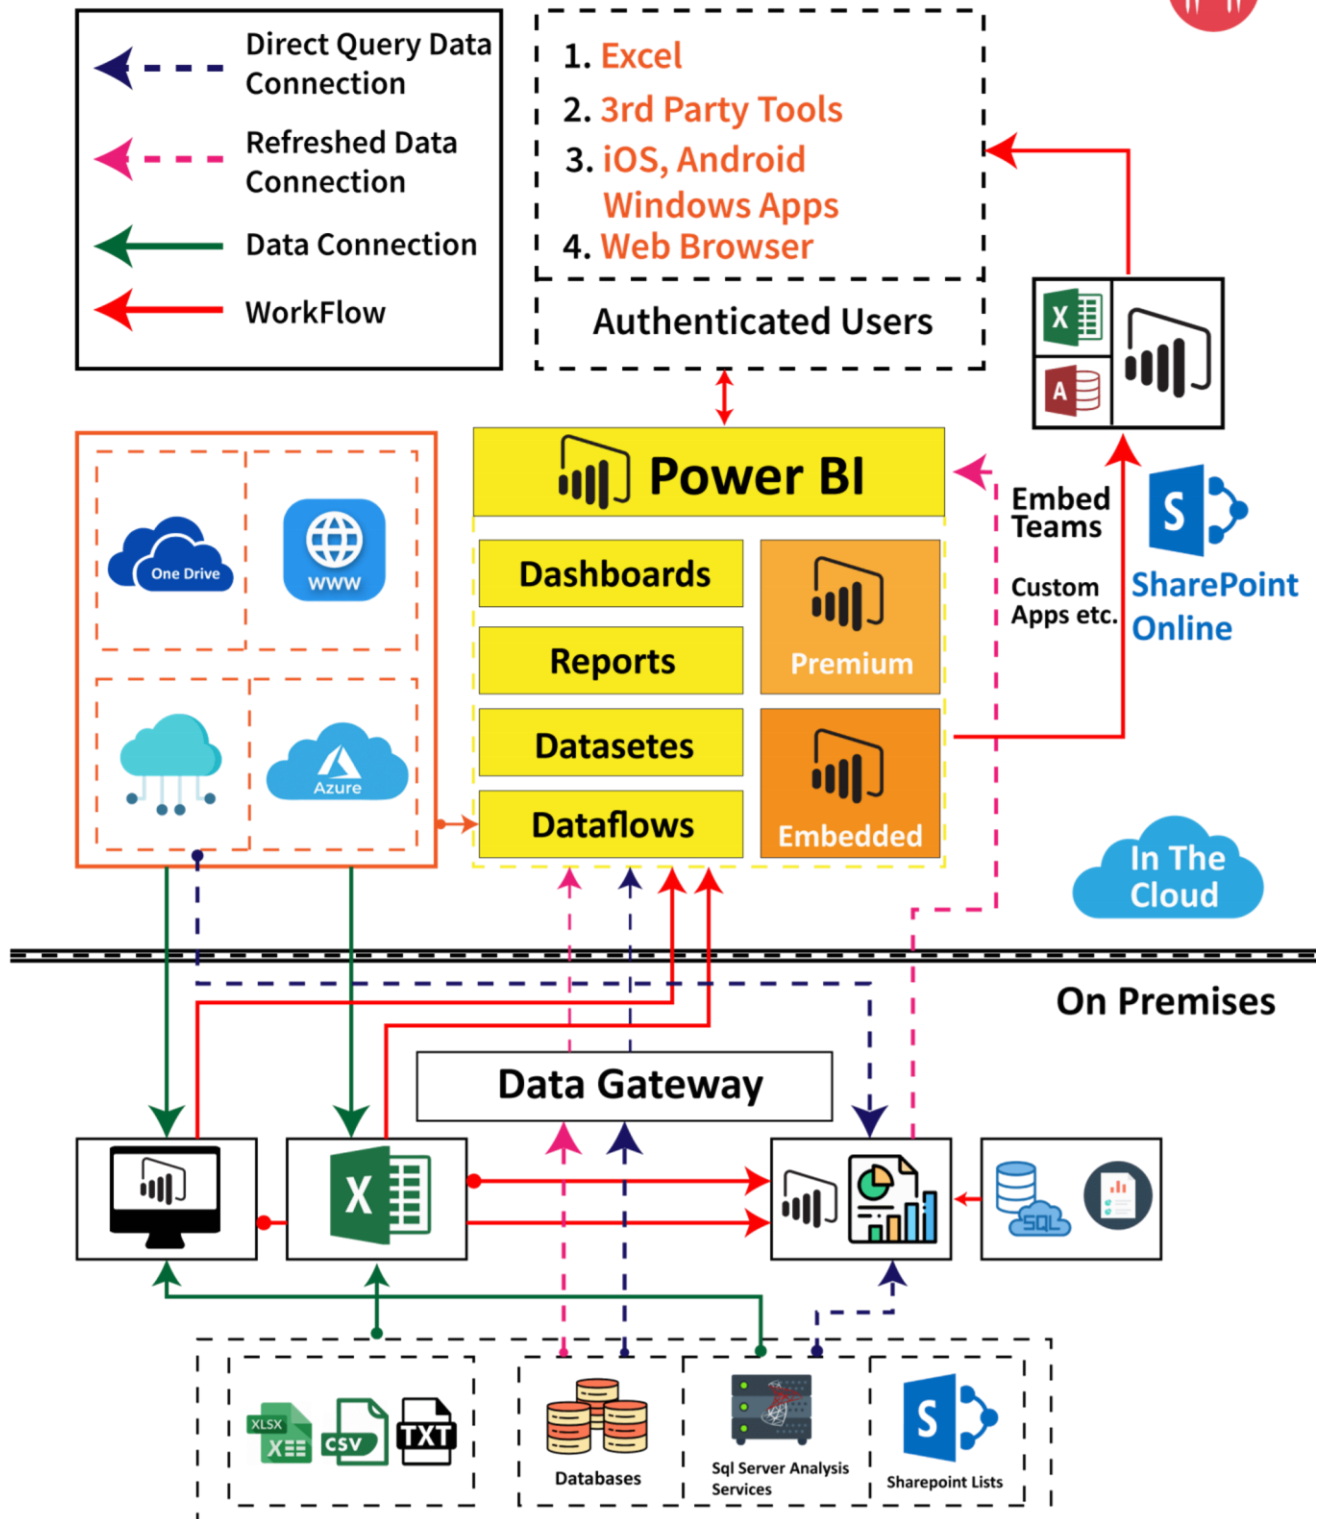 Direct Query Data
Connection
Refreshed Data
Connection
Data Connection
WorkFlow
1. Excel
2. 3rd Party Tools
3. iOS, Android
Windows Apps
4. Web Browser
Authenticated Users
X
A
One Drive
www
Azure
Power BI
Dashboards
Reports
Datasetes
Dataflows
Premium
Embedded
Embed
Teams
Custom
Apps etc.
S
SharePoint
Online
In The
Cloud
On Premises
Data Gateway
X
SQL
XLSX
X
CSV
TXT
Databases
Sql Server Analysis
Services
S
Sharepoint Lists